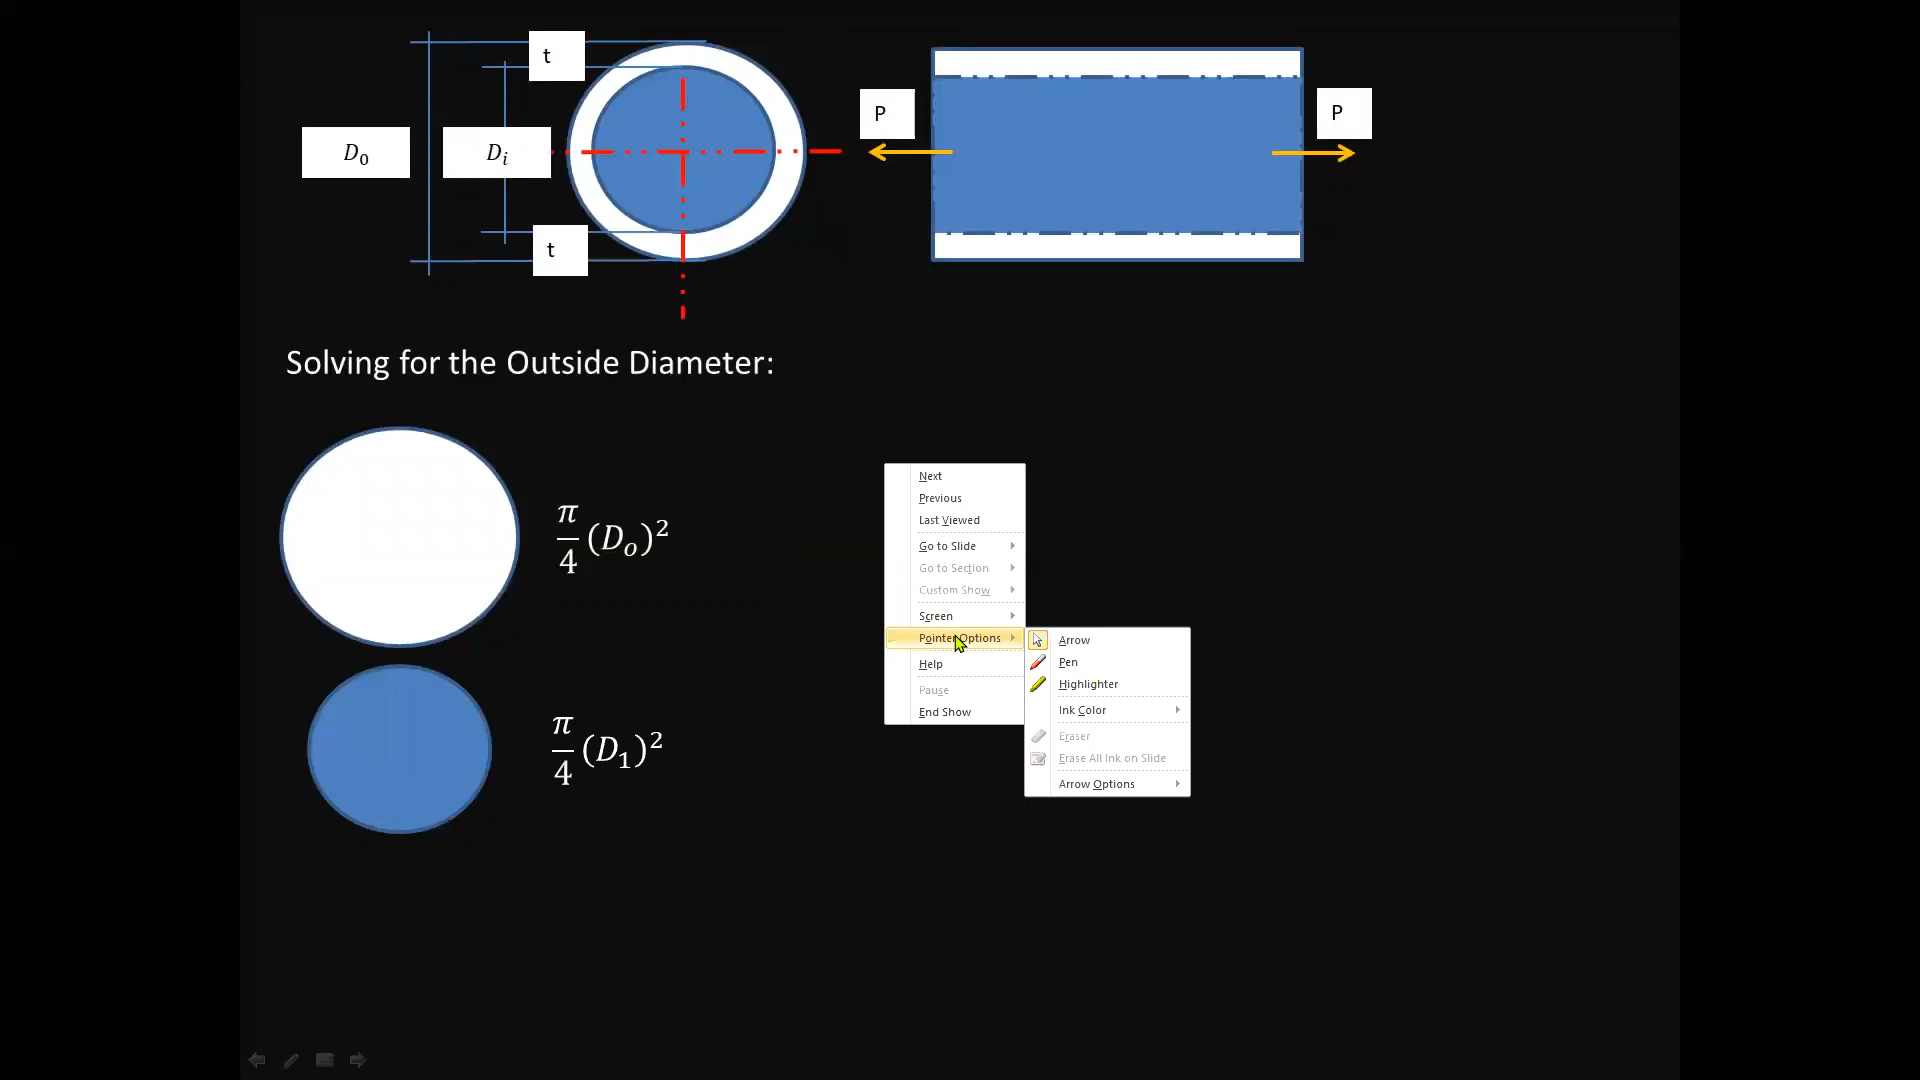 t
D₀
Dᵢ
t
P
P
Solving for the Outside Diameter:
π/4 (Dₒ)²
π/4 (D₁)²
Next
Previous
Last Viewed
Go to Slide
Go to Section
Custom Show
Screen
Pointer Options
Help
Pause
End Show
Arrow
Pen
Highlighter
Ink Color
Eraser
Erase All Ink on Slide
Arrow Options